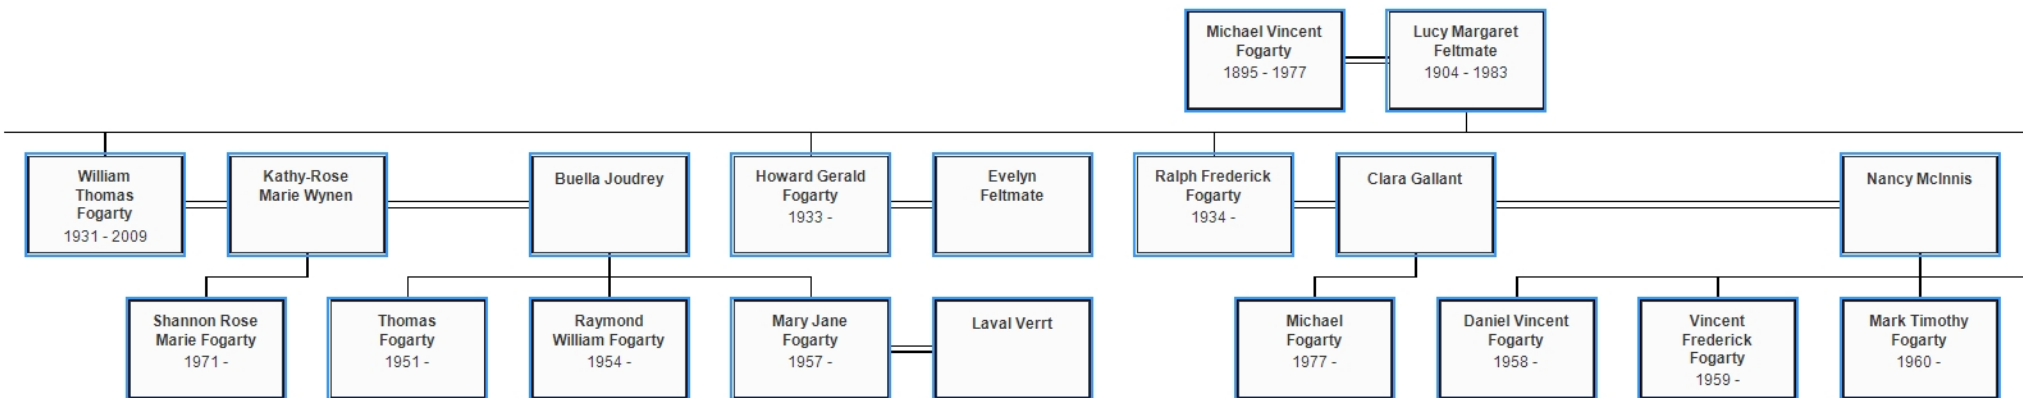 Michael Vincent
Fogarty
1895 - 1977
Lucy Margaret
Feltmate
1904 - 1983
William
Thomas
Fogarty
1931 - 2009
Kathy-Rose
Marie Wynen
Buella Joudrey
Howard Gerald
Fogarty
1933 -
Evelyn
Feltmate
Ralph Frederick
Fogarty
1934 -
Clara Gallant
Nancy McInnis
Shannon Rose
Marie Fogarty
1971 -
Thomas
Fogarty
1951 -
Raymond
William Fogarty
1954 -
Mary Jane
Fogarty
1957 -
Laval Verrt
Michael
Fogarty
1977 -
Daniel Vincent
Fogarty
1958 -
Vincent
Frederick
Fogarty
1959 -
Mark Timothy
Fogarty
1960 -